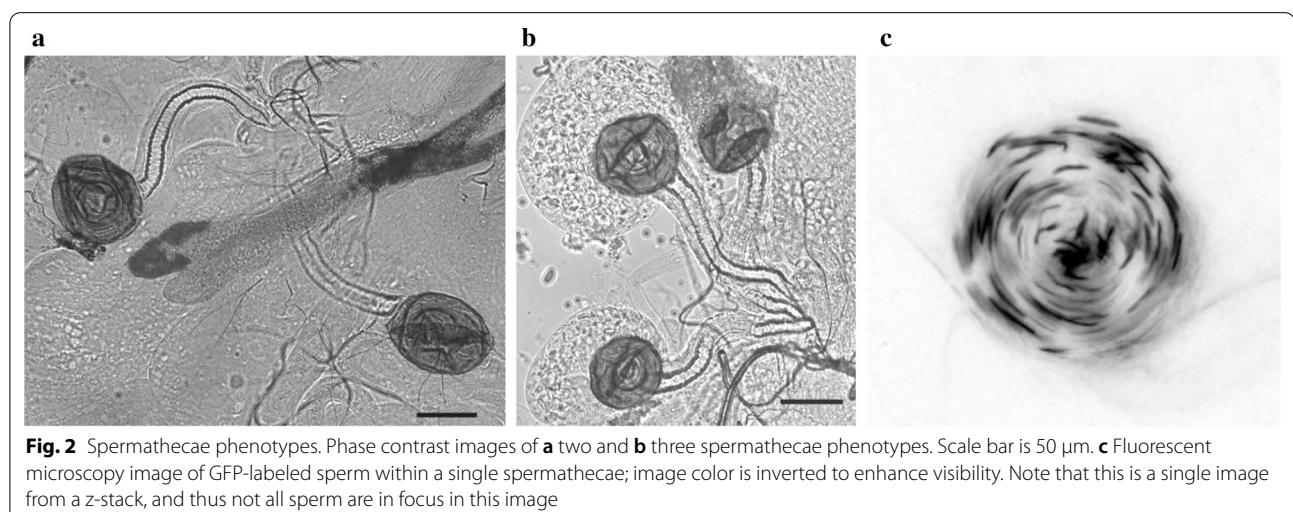 a
b
c
Fig. 2 Spermathecae phenotypes. Phase contrast images of a two and b three spermathecae phenotypes. Scale bar is 50 µm. c Fluorescent
microscopy image of GFP-labeled sperm within a single spermathecae; image color is inverted to enhance visibility. Note that this is a single image
from a z-stack, and thus not all sperm are in focus in this image